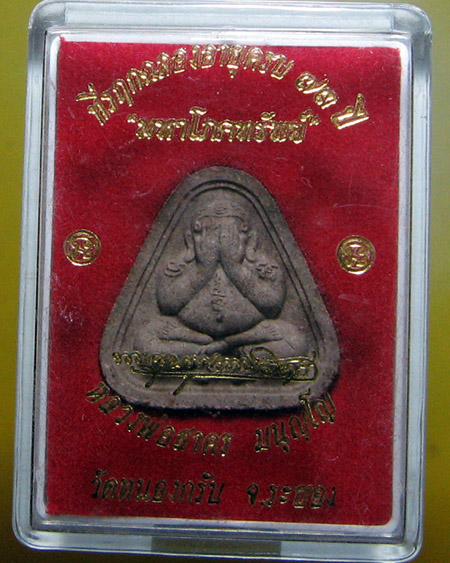 ที่ระฤกฉลองอายุครบ ๗๓ ปี
"มหาโภคทรัพย์"
หลวงพ่อสาคร มนุญโญ
วัดหนองกรับ จ.ระยอง